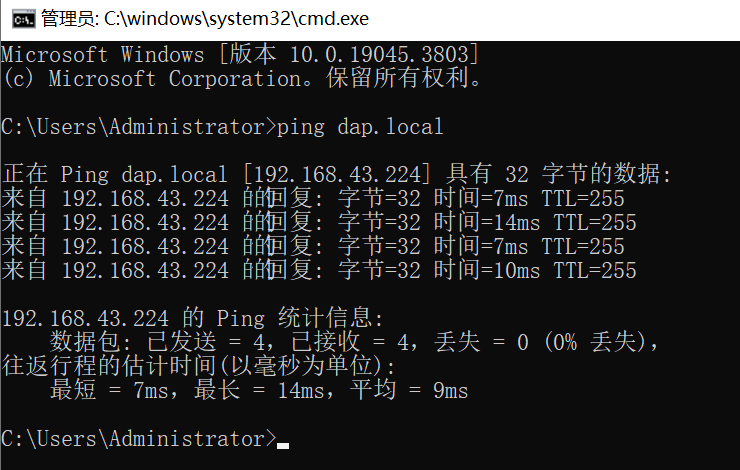 管理员: C:\windows\system32\cmd.exe
Microsoft Windows [版本 10.0.19045.3803]
(c) Microsoft Corporation。保留所有权利。
C:\Users\Administrator>ping dap.local
正在 Ping dap.local [192.168.43.224] 具有 32 字节的数据:
来自 192.168.43.224 的回复: 字节=32 时间=7ms TTL=255
来自 192.168.43.224 的回复: 字节=32 时间=14ms TTL=255
来自 192.168.43.224 的回复: 字节=32 时间=7ms TTL=255
来自 192.168.43.224 的回复: 字节=32 时间=10ms TTL=255
192.168.43.224 的 Ping 统计信息:
数据包: 已发送 = 4，已接收 = 4，丢失 = 0 (0% 丢失)，
往返行程的估计时间(以毫秒为单位):
最短 = 7ms，最长 = 14ms，平均 = 9ms
C:\Users\Administrator>